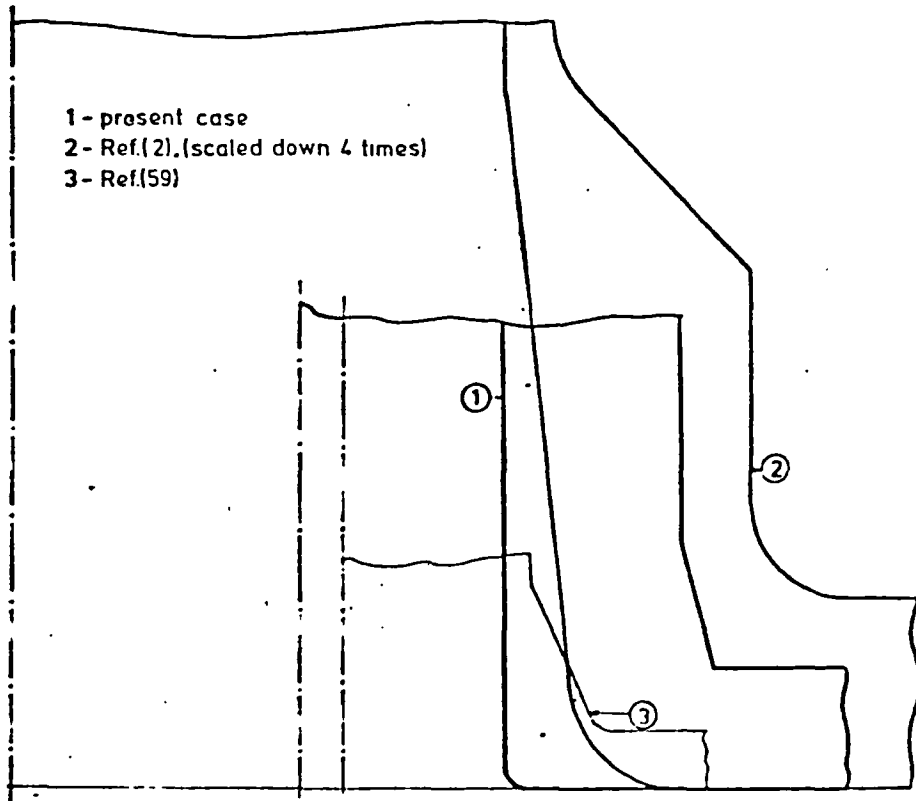 1 - present case
2 - Ref.(2).(scaled down 4 times)
3 - Ref.(59)
1
2
3